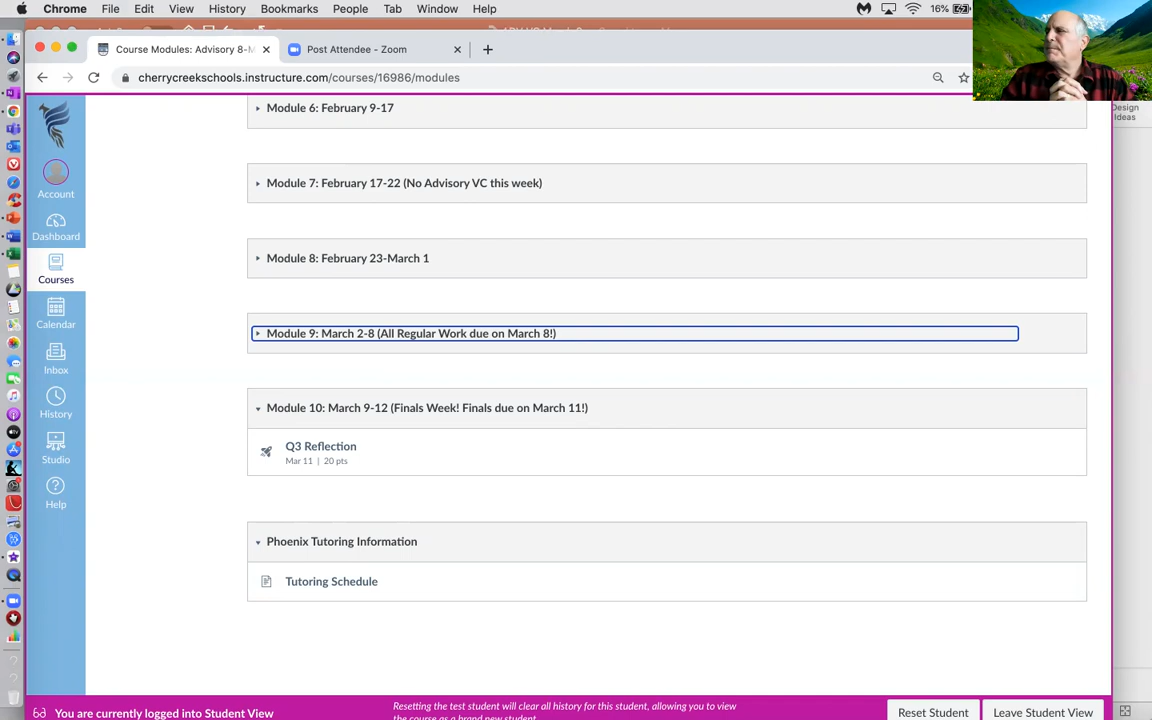 Chrome File Edit View History Bookmarks People Tab Window Help 16%
Course Modules: Advisory 8-M Post Attendee - Zoom
cherrycreekschools.instructure.com/courses/16986/modules
Design
Ideas
Account
Dashboard
Courses
Calendar
Inbox
History
Studio
Help
Module 6: February 9-17
Module 7: February 17-22 (No Advisory VC this week)
Module 8: February 23-March 1
Module 9: March 2-8 (All Regular Work due on March 8!)
Module 10: March 9-12 (Finals Week! Finals due on March 11!)
Q3 Reflection
Mar 11 | 20 pts
Phoenix Tutoring Information
Tutoring Schedule
You are currently logged into Student View
Resetting the test student will clear all history for this student, allowing you to view
the course as a brand new student.
Reset Student
Leave Student View